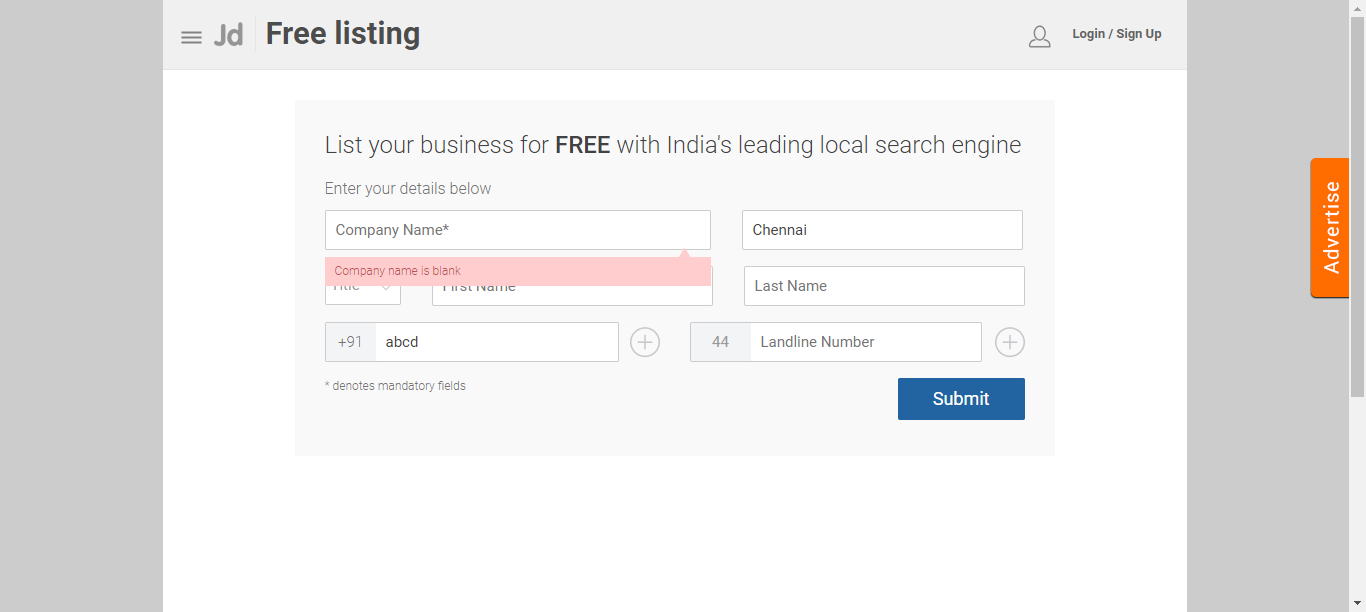 Jd Free listing
Login / Sign Up
List your business for FREE with India's leading local search engine
Enter your details below
Company Name* Chennai
Company name is blank
Title First Name Last Name
+91 abcd 44 Landline Number
* denotes mandatory fields
Submit
Advertise